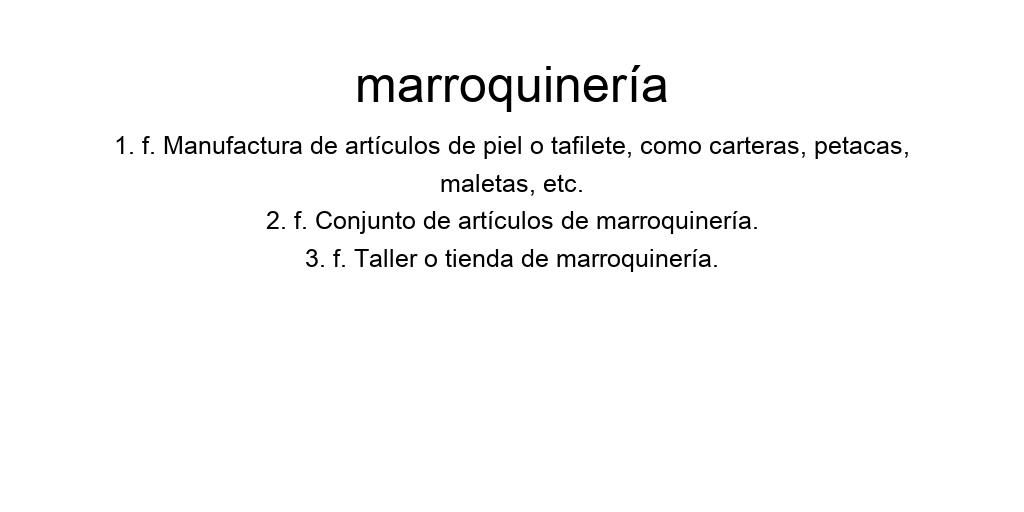 marroquinería
1. f. Manufactura de artículos de piel o tafilete, como carteras, petacas,
maletas, etc.
2. f. Conjunto de artículos de marroquinería.
3. f. Taller o tienda de marroquinería.